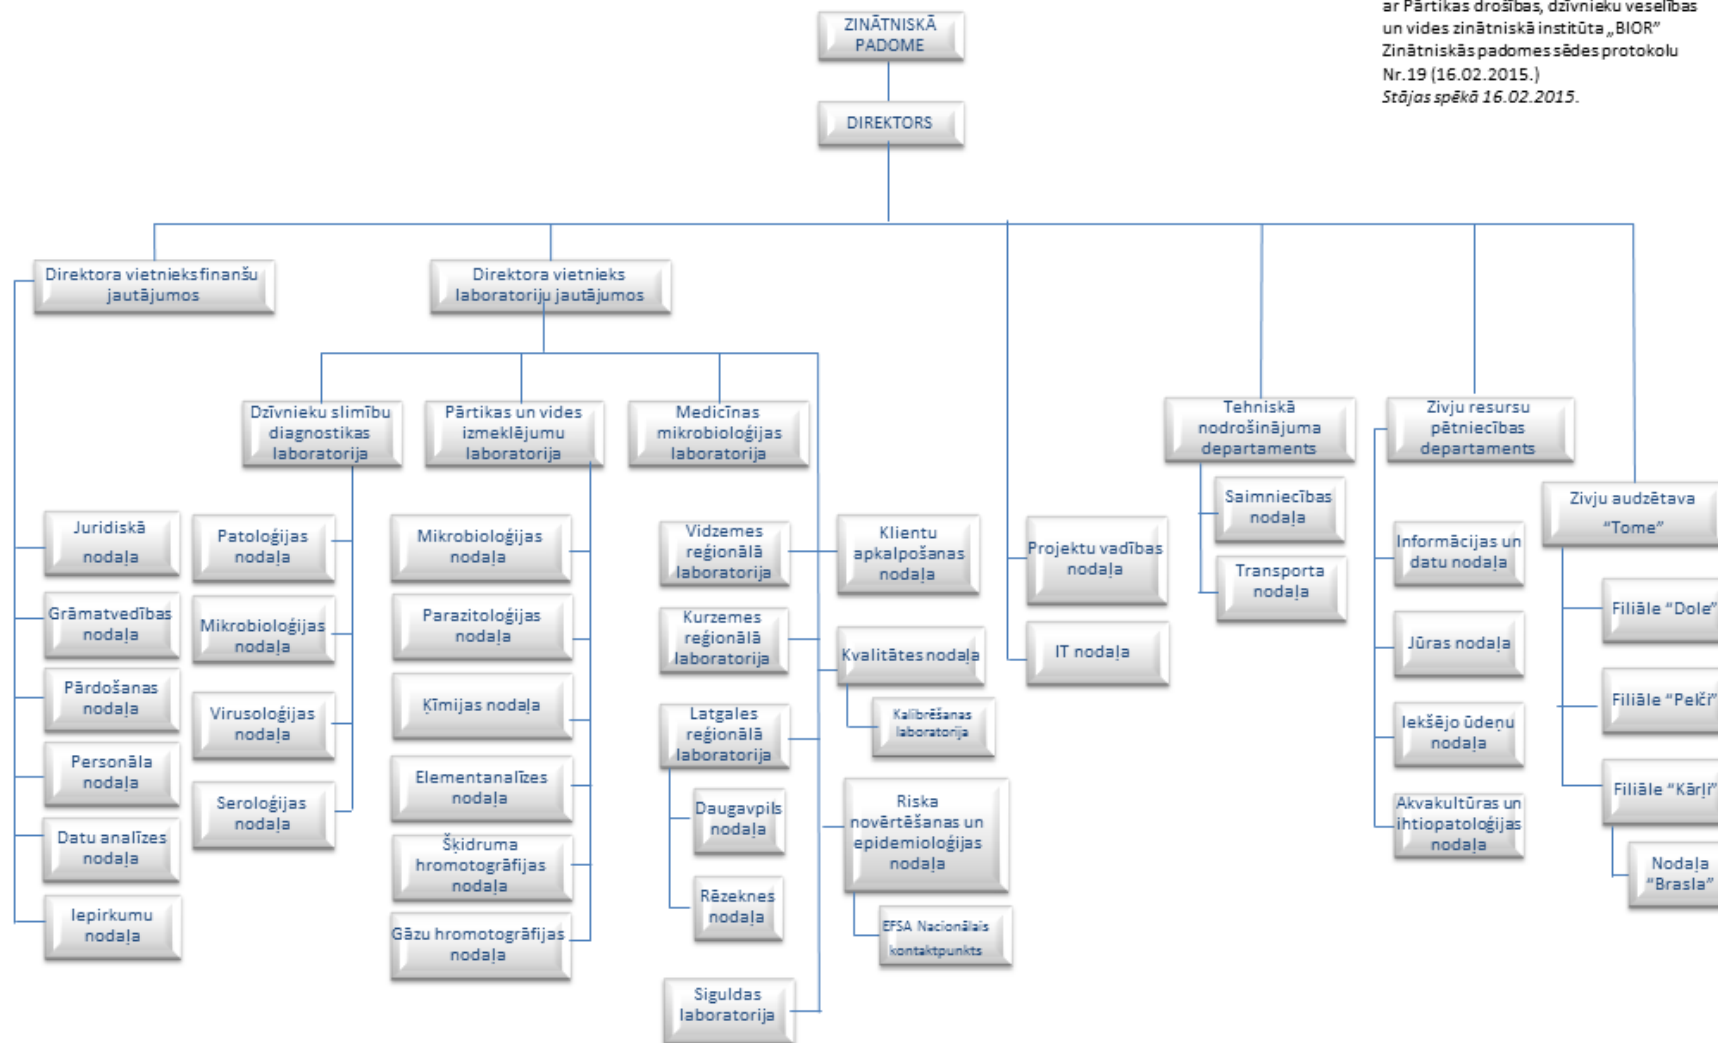 ar Pārtikas drošības, dzīvnieku veselības
un vides zinātniskā institūta „BIOR”
Zinātniskās padomes sēdes protokolu
Nr.19 (16.02.2015.)
Stājas spēkā 16.02.2015.
ZINĀTNISKĀ
PADOME
DIREKTORS
Direktora vietnieks finanšu
jautājumos
Direktora vietnieks
laboratoriju jautājumos
Dzīvnieku slimību
diagnostikas
laboratorija
Pārtikas un vides
izmeklējumu
laboratorija
Medicīnas
mikrobioloģijas
laboratorija
Tehniskā
nodrošinājuma
departaments
Zivju resursu
pētniecības
departaments
Zivju audzētava
“Tome”
Juridiskā
nodaļa
Grāmatvedības
nodaļa
Pārdošanas
nodaļa
Personāla
nodaļa
Datu analīzes
nodaļa
Iepirkumu
nodaļa
Patoloģijas
nodaļa
Mikrobioloģijas
nodaļa
Virusoloģijas
nodaļa
Seroloģijas
nodaļa
Mikrobioloģijas
nodaļa
Parazitoloģijas
nodaļa
Ķīmijas nodaļa
Elementanalīzes
nodaļa
Šķidruma
hromotogrāfijas
nodaļa
Gāzu hromotogrāfijas
nodaļa
Vidzemes
reģionālā
laboratorija
Kurzemes
reģionālā
laboratorija
Latgales
reģionālā
laboratorija
Daugavpils
nodaļa
Rēzeknes
nodaļa
Siguldas
laboratorija
Klientu
apkalpošanas
nodaļa
Kvalitātes nodaļa
Kalibrēšanas
laboratorija
Riska
novērtēšanas un
epidemioloģijas
nodaļa
EFSA Nacionālais
kontaktpunkts
Projektu vadības
nodaļa
IT nodaļa
Saimniecības
nodaļa
Transporta
nodaļa
Informācijas un
datu nodaļa
Jūras nodaļa
Iekšējo ūdeņu
nodaļa
Akvakultūras un
ihtiopatoloģijas
nodaļa
Filiāle “Dole”
Filiāle “Pelči”
Filiāle “Kārļi”
Nodaļa
“Brasla”